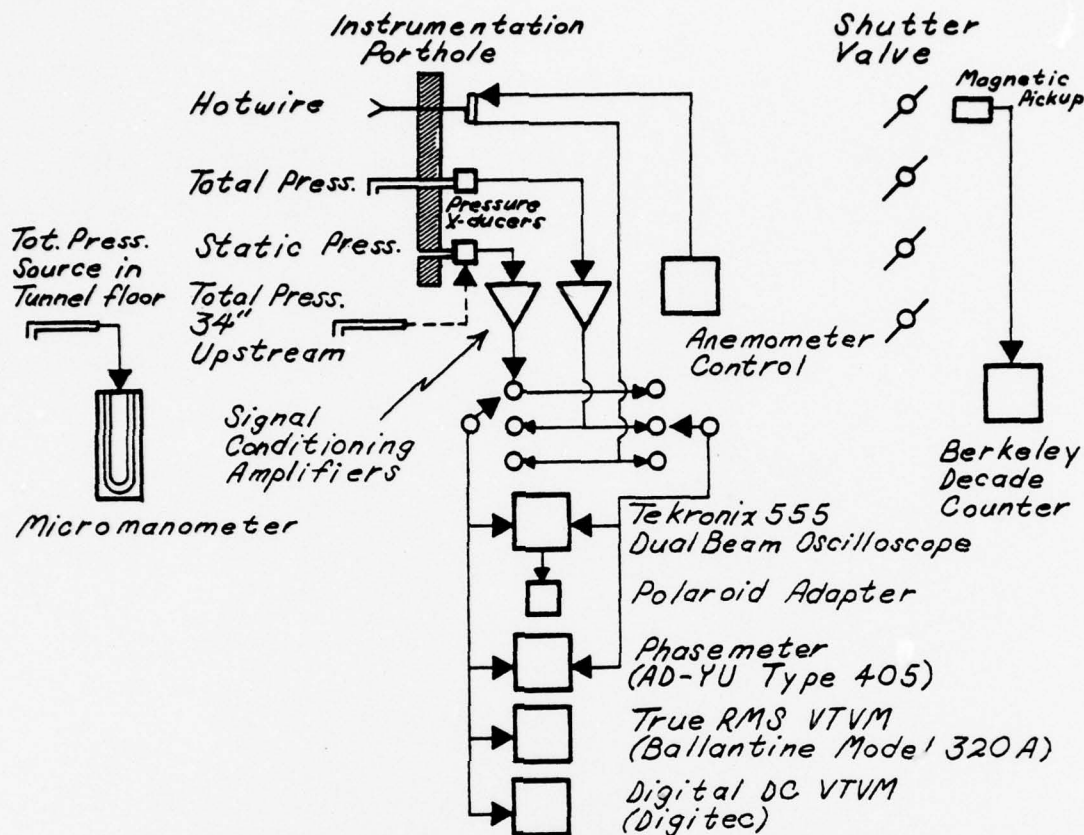 Instrumentation
Porthole
Shutter
Valve
Magnetic
Pickup
Hotwire
Total Press.
Pressure
X-ducers
Static Press.
Tot. Press.
Source in
Tunnel floor
Total Press.
34"
Upstream
Anemometer
Control
Signal
Conditioning
Amplifiers
Berkeley
Decade
Counter
Micromanometer
Tekronix 555
Dual Beam Oscilloscope
Polaroid Adapter
Phasemeter
(AD-YU Type 405)
True RMS VTVM
(Ballantine Model 320A)
Digital DC VTVM
(Digitec)